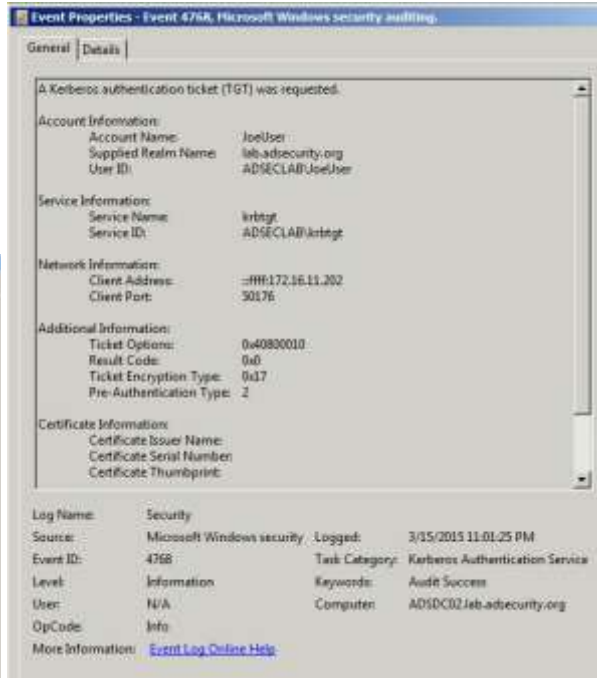 Event Properties - Event 4768, Microsoft Windows security auditing.
General Details
A Kerberos authentication ticket (TGT) was requested.
Account Information:
Account Name: JoeUser
Supplied Realm Name: lab.adsecurity.org
User ID: ADSECLAB\JoeUser
Service Information:
Service Name: krbtgt
Service ID: ADSECLAB\krbtgt
Network Information:
Client Address: ::ffff:172.16.11.202
Client Port: 50176
Additional Information:
Ticket Options: 0x40800010
Result Code: 0x0
Ticket Encryption Type: 0x17
Pre-Authentication Type: 2
Certificate Information:
Certificate Issuer Name:
Certificate Serial Number:
Certificate Thumbprint:
Log Name: Security
Source: Microsoft Windows security Logged: 3/15/2015 11:01:25 PM
Event ID: 4768 Task Category: Kerberos Authentication Service
Level: Information Keywords: Audit Success
User: N/A Computer: ADSDC02.lab.adsecurity.org
OpCode: Info
More Information: Event Log Online Help